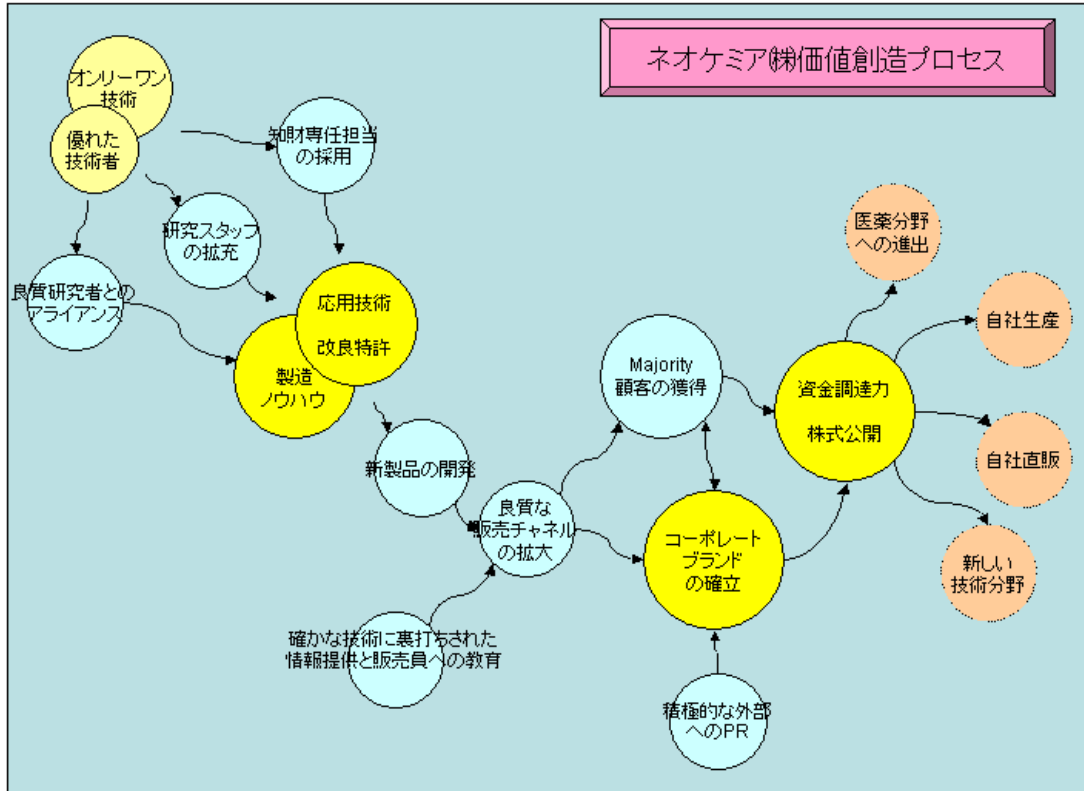 ネオケミア㈱価値創造プロセス
オンリーワン
技術
優れた
技術者
知財専任担当
の採用
研究スタッフ
の拡充
良質研究者との
アライアンス
応用技術
改良特許
製造
ノウハウ
新製品の開発
良質な
販売チャネル
の拡大
確かな技術に裏打ちされた
情報提供と販売員への教育
Majority
顧客の獲得
コーポレート
ブランド
の確立
積極的な外部
へのPR
資金調達力
株式公開
医薬分野
への進出
自社生産
自社直販
新しい
技術分野